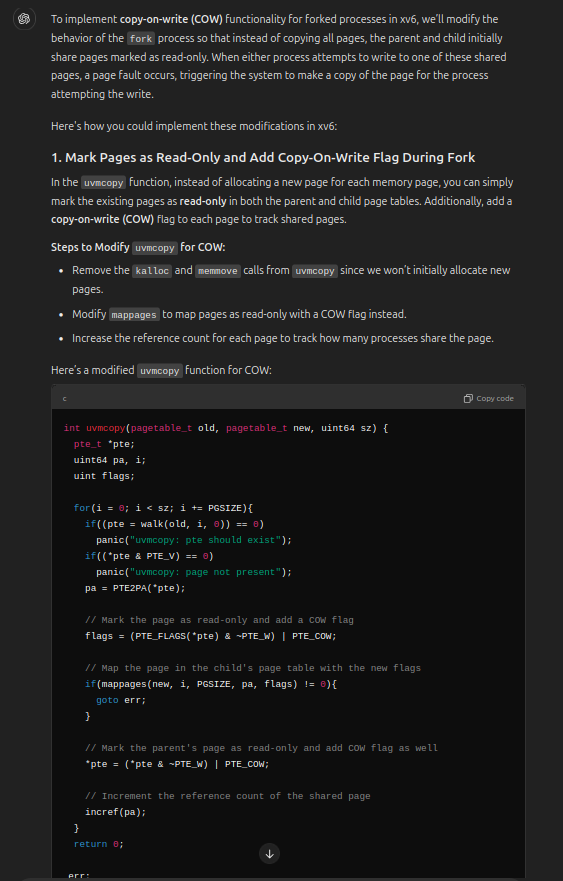 To implement copy-on-write (COW) functionality for forked processes in xv6, we'll modify the
behavior of the fork process so that instead of copying all pages, the parent and child initially
share pages marked as read-only. When either process attempts to write to one of these shared
pages, a page fault occurs, triggering the system to make a copy of the page for the process
attempting the write.
Here's how you could implement these modifications in xv6:
1. Mark Pages as Read-Only and Add Copy-On-Write Flag During Fork
In the uvmcopy function, instead of allocating a new page for each memory page, you can simply
mark the existing pages as read-only in both the parent and child page tables. Additionally, add a
copy-on-write (COW) flag to each page to track shared pages.
Steps to Modify uvmcopy for COW:
• Remove the kalloc and memmove calls from uvmcopy since we won't initially allocate new
pages.
• Modify mappages to map pages as read-only with a COW flag instead.
• Increase the reference count for each page to track how many processes share the page.
Here's a modified uvmcopy function for COW:
c Copy code
int uvmcopy(pagetable_t old, pagetable_t new, uint64 sz) {
  pte_t *pte;
  uint64 pa, i;
  uint flags;

  for(i = 0; i < sz; i += PGSIZE){
    if((pte = walk(old, i, 0)) == 0)
      panic("uvmcopy: pte should exist");
    if((*pte & PTE_V) == 0)
      panic("uvmcopy: page not present");
    pa = PTE2PA(*pte);

    // Mark the page as read-only and add a COW flag
    flags = (PTE_FLAGS(*pte) & ~PTE_W) | PTE_COW;

    // Map the page in the child's page table with the new flags
    if(mappages(new, i, PGSIZE, pa, flags) != 0){
      goto err;
    }

    // Mark the parent's page as read-only and add COW flag as well
    *pte = (*pte & ~PTE_W) | PTE_COW;

    // Increment the reference count of the shared page
    incref(pa);
  }
  return 0;

 err: